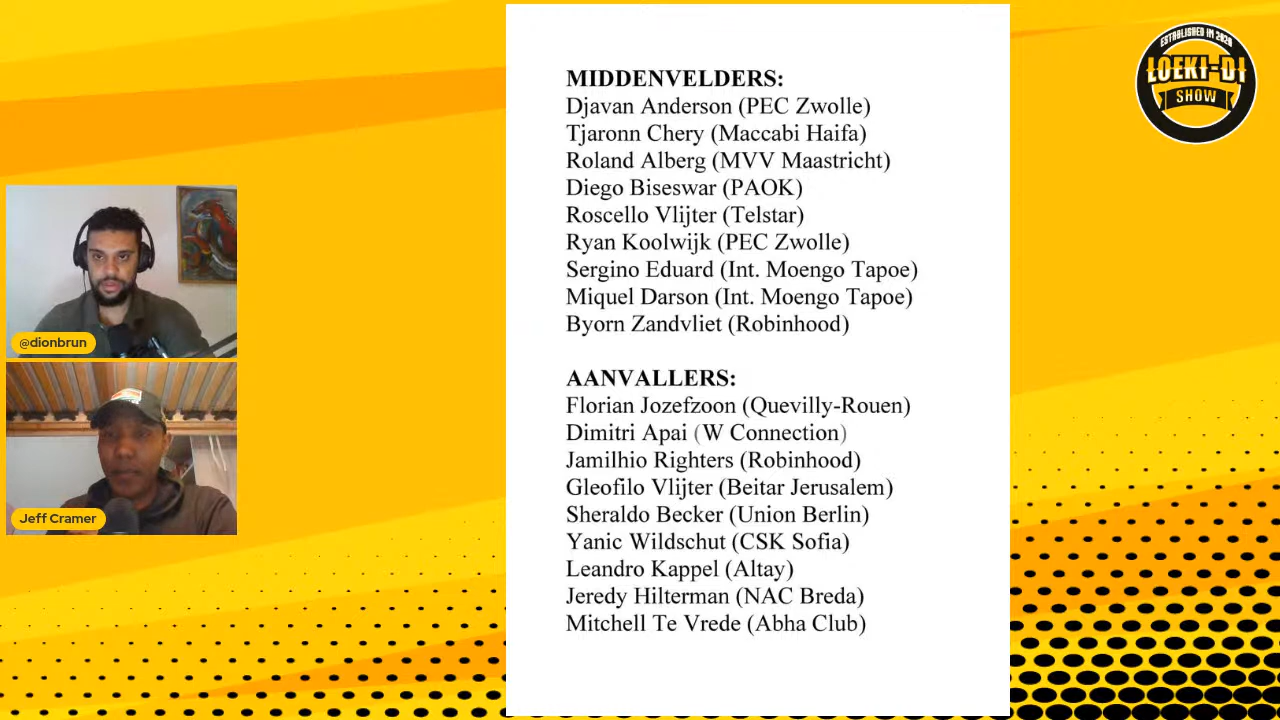 ESTABLISHED IN 2020
LOEKI-DI
SHOW
@dionbrun
Jeff Cramer
MIDDENVELDERS:
Djavan Anderson (PEC Zwolle)
Tjaronn Chery (Maccabi Haifa)
Roland Alberg (MVV Maastricht)
Diego Biseswar (PAOK)
Roscello Vlijter (Telstar)
Ryan Koolwijk (PEC Zwolle)
Sergino Eduard (Int. Moengo Tapoe)
Miquel Darson (Int. Moengo Tapoe)
Byorn Zandvliet (Robinhood)
AANVALLERS:
Florian Jozefzoon (Quevilly-Rouen)
Dimitri Apai (W Connection)
Jamilhio Righters (Robinhood)
Gleofilo Vlijter (Beitar Jerusalem)
Sheraldo Becker (Union Berlin)
Yanic Wildschut (CSK Sofia)
Leandro Kappel (Altay)
Jeredy Hilterman (NAC Breda)
Mitchell Te Vrede (Abha Club)